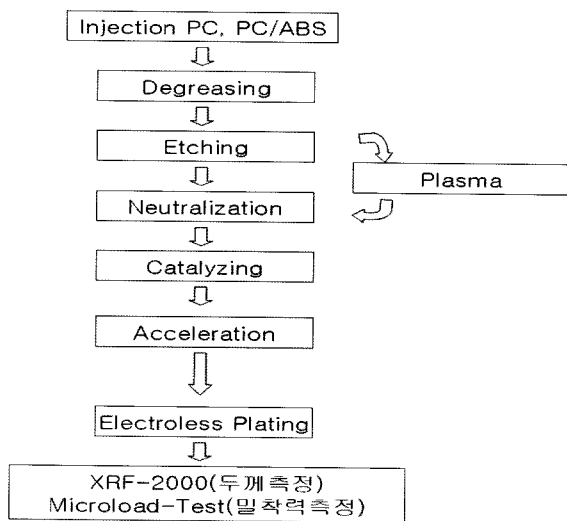 Injection PC, PC/ABS
Degreasing
Etching
Plasma
Neutralization
Catalyzing
Acceleration
Electroless Plating
XRF-2000(두께측정)
Microload-Test(밀착력측정)